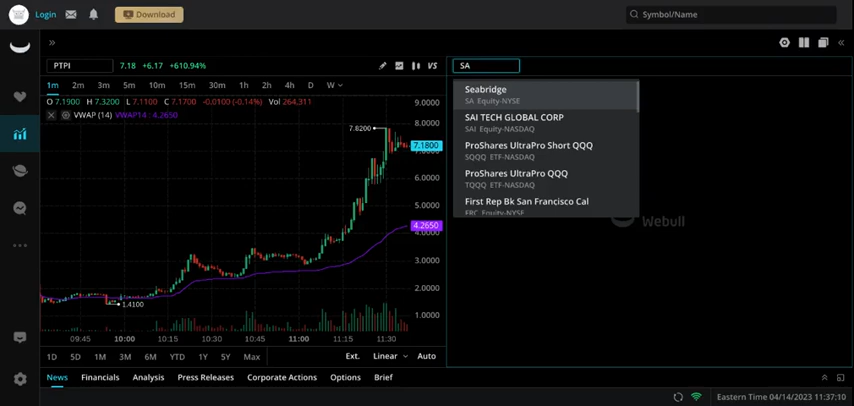 Login Download Symbol/Name
PTPI 7.18 +6.17 +610.94% VS
SA
1m 2m 3m 5m 10m 15m 30m 1h 2h 4h D W
O 7.1900 H 7.3200 L 7.1100 C 7.1700 -0.0100 (-0.14%) Vol 264,311
VWAP (14) VWAP14 : 4.2650
9.0000
8.0000
7.8200
7.1800
7.0000
6.0000
5.0000
4.2650
4.0000
3.0000
2.0000
1.4100
1.0000
09:45 10:00 10:15 10:30 10:45 11:00 11:15 11:30
1D 5D 1M 3M 6M YTD 1Y 5Y Max Ext. Linear Auto
Seabridge
SA Equity-NYSE
SAI TECH GLOBAL CORP
SAI Equity-NASDAQ
ProShares UltraPro Short QQQ
SQQQ ETF-NASDAQ
ProShares UltraPro QQQ
TQQQ ETF-NASDAQ
First Rep Bk San Francisco Cal
FRC Equity-NYSE
Webull
News Financials Analysis Press Releases Corporate Actions Options Brief
Eastern Time 04/14/2023 11:37:10